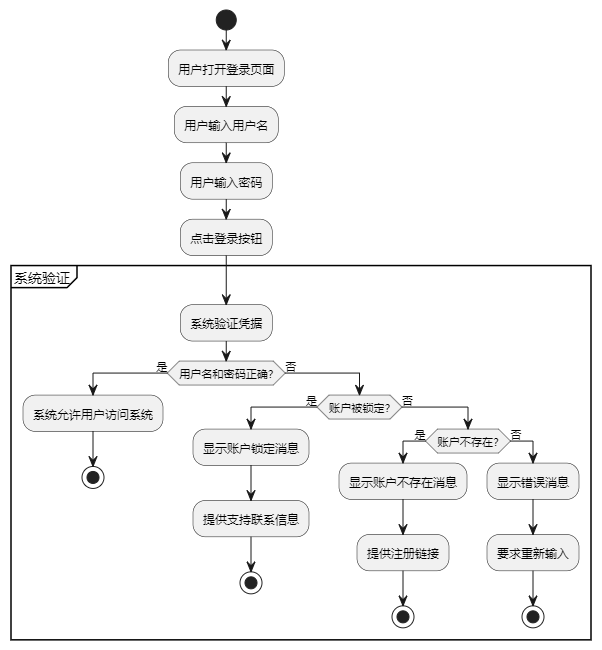 用户打开登录页面
用户输入用户名
用户输入密码
点击登录按钮
系统验证
系统验证凭据
是
用户名和密码正确?
否
系统允许用户访问系统
是
账户被锁定?
否
显示账户锁定消息
提供支持联系信息
是
账户不存在?
否
显示账户不存在消息
提供注册链接
显示错误消息
要求重新输入